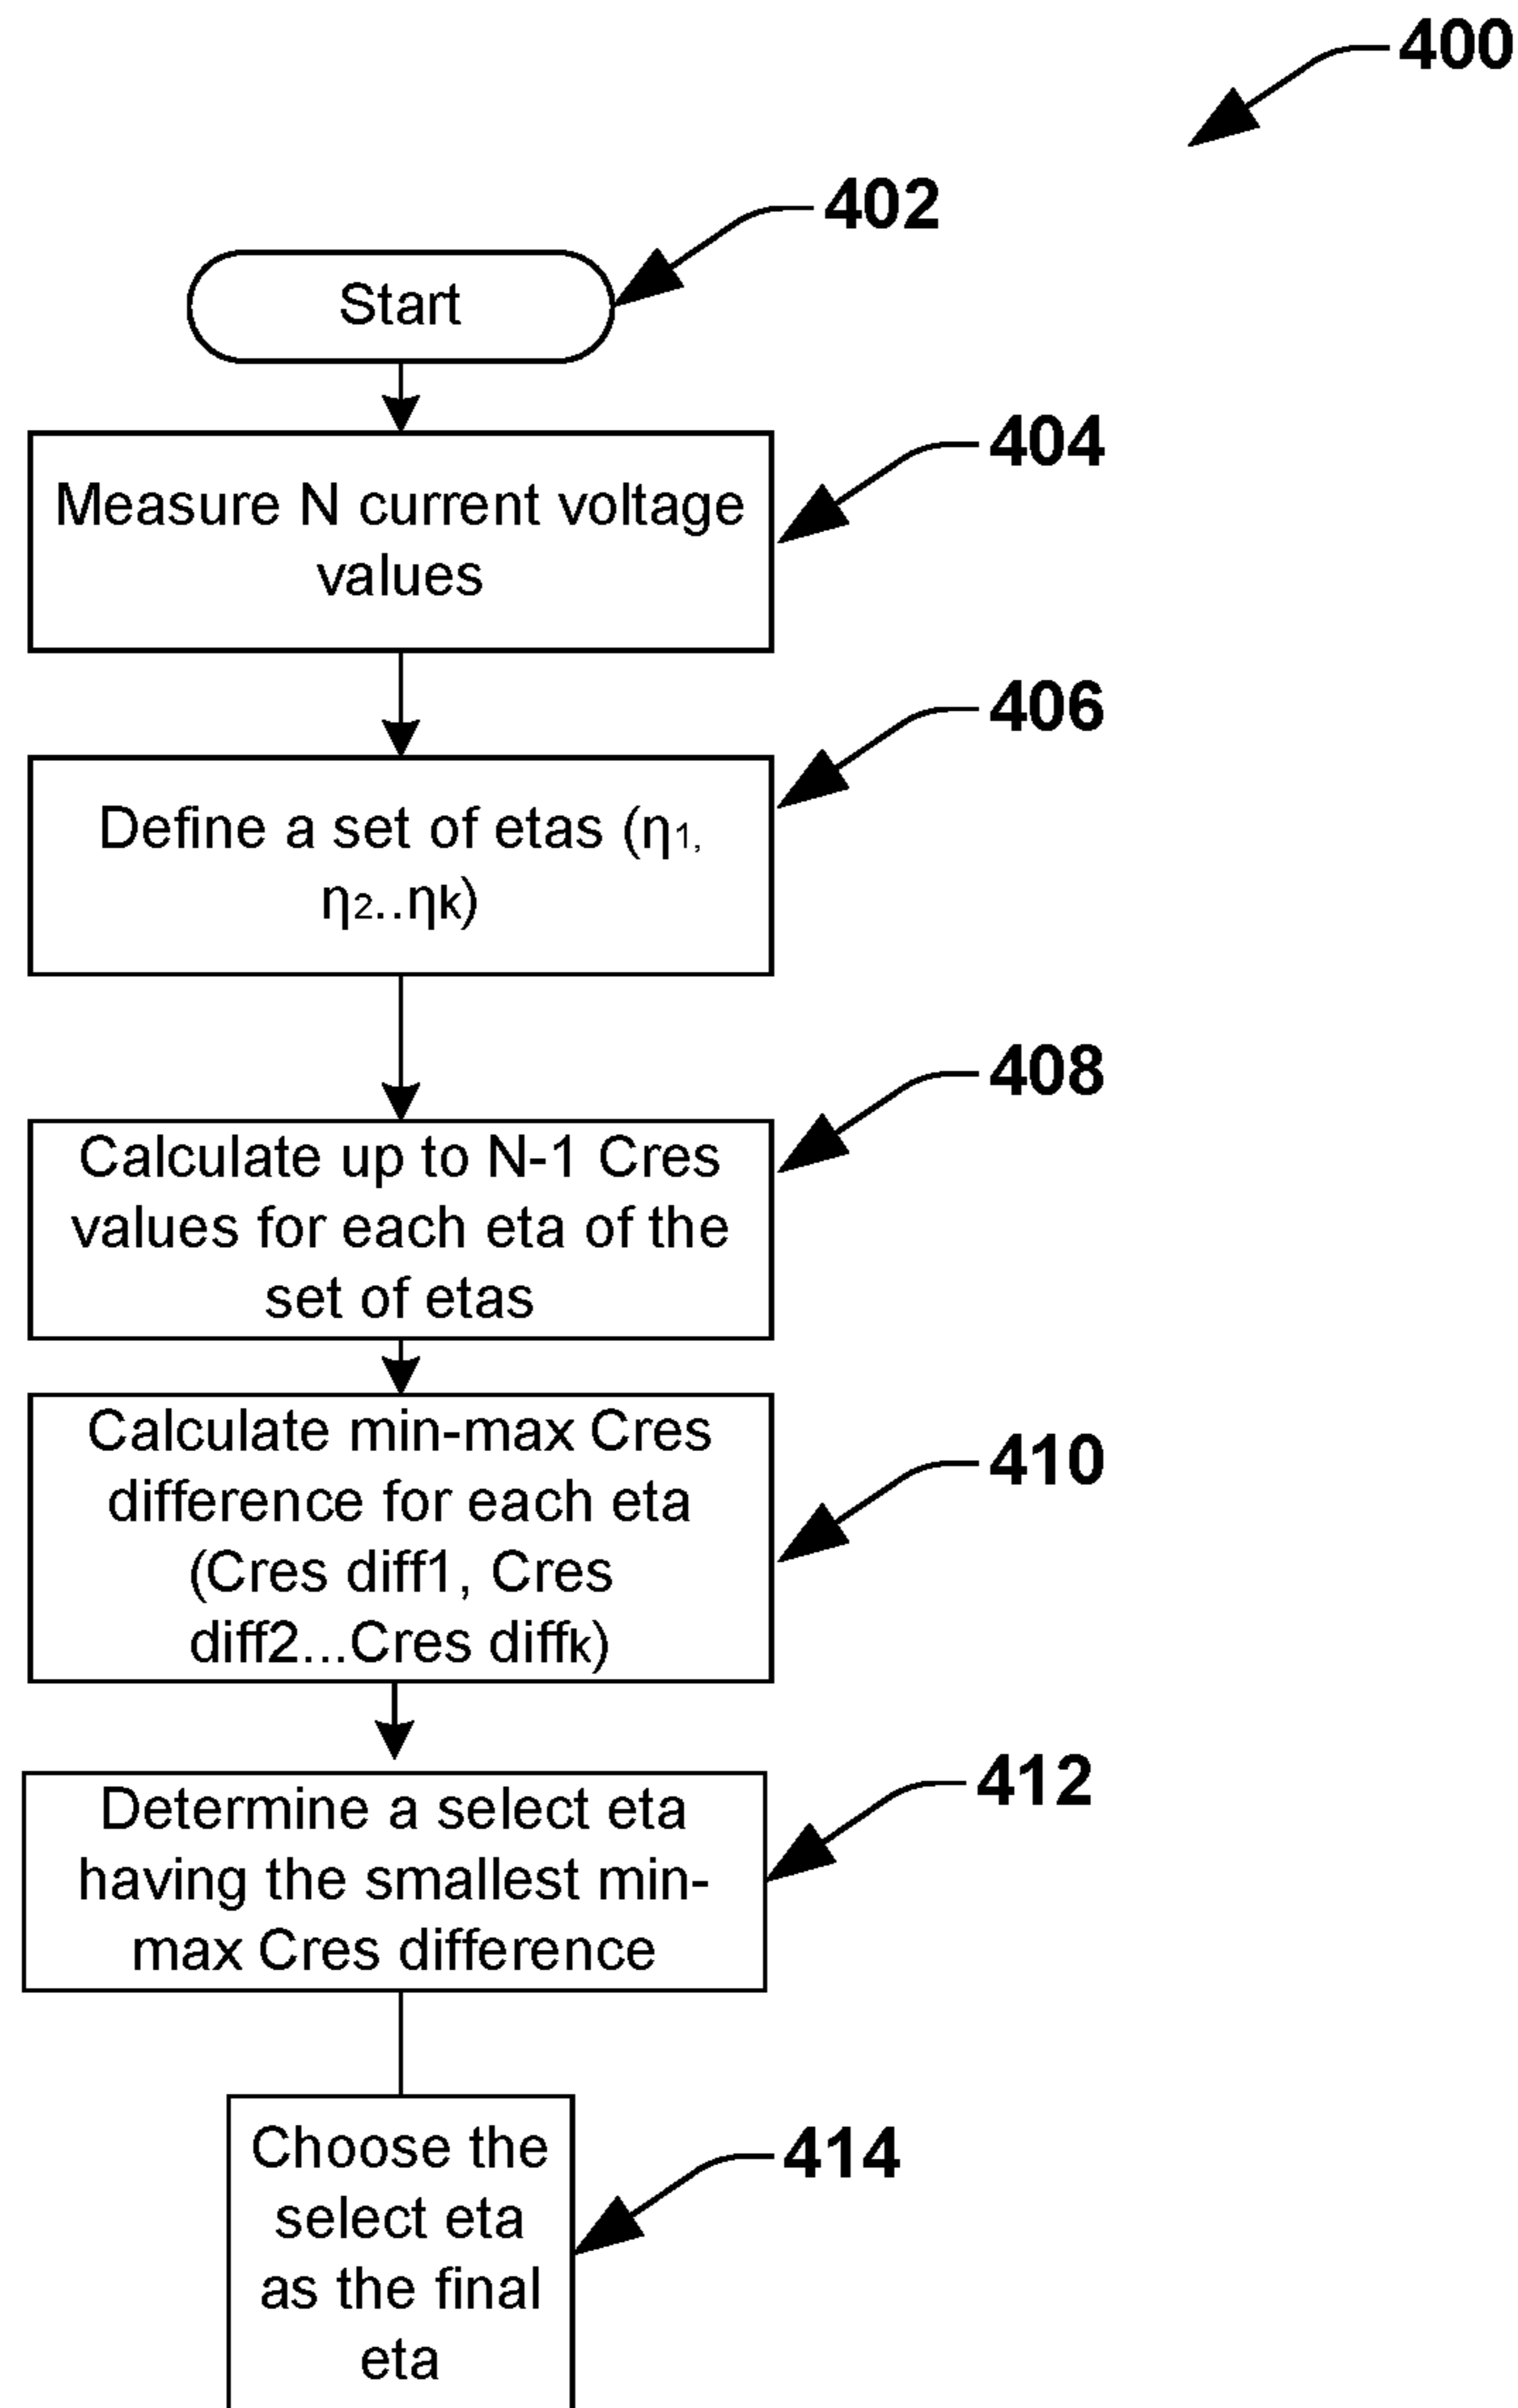 400
402
Start
404
Measure N current voltage
values
406
Define a set of etas (η1,
η2..ηk)
408
Calculate up to N-1 Cres
values for each eta of the
set of etas
410
Calculate min-max Cres
difference for each eta
(Cres diff1, Cres
diff2...Cres diffk)
412
Determine a select eta
having the smallest min-
max Cres difference
414
Choose the
select eta
as the final
eta